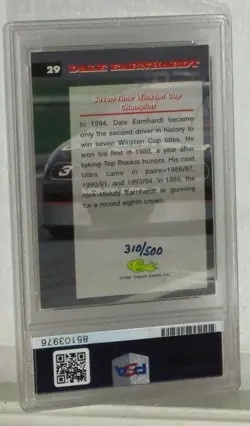 29 DALE EARNHARDT
Seven-Time Winston Cup
Champion
In 1994, Dale Earnhardt became
only the second driver in history to
win seven Winston Cup titles. He
won his first in 1980, a year after
taking Top Rookie honors. His next
titles came in pairs—1986/87,
1990/91, and 1993/94. In 1995, the
rock-steady Earnhardt is gunning
for a record eighth crown.
310/500
85103976
PSA